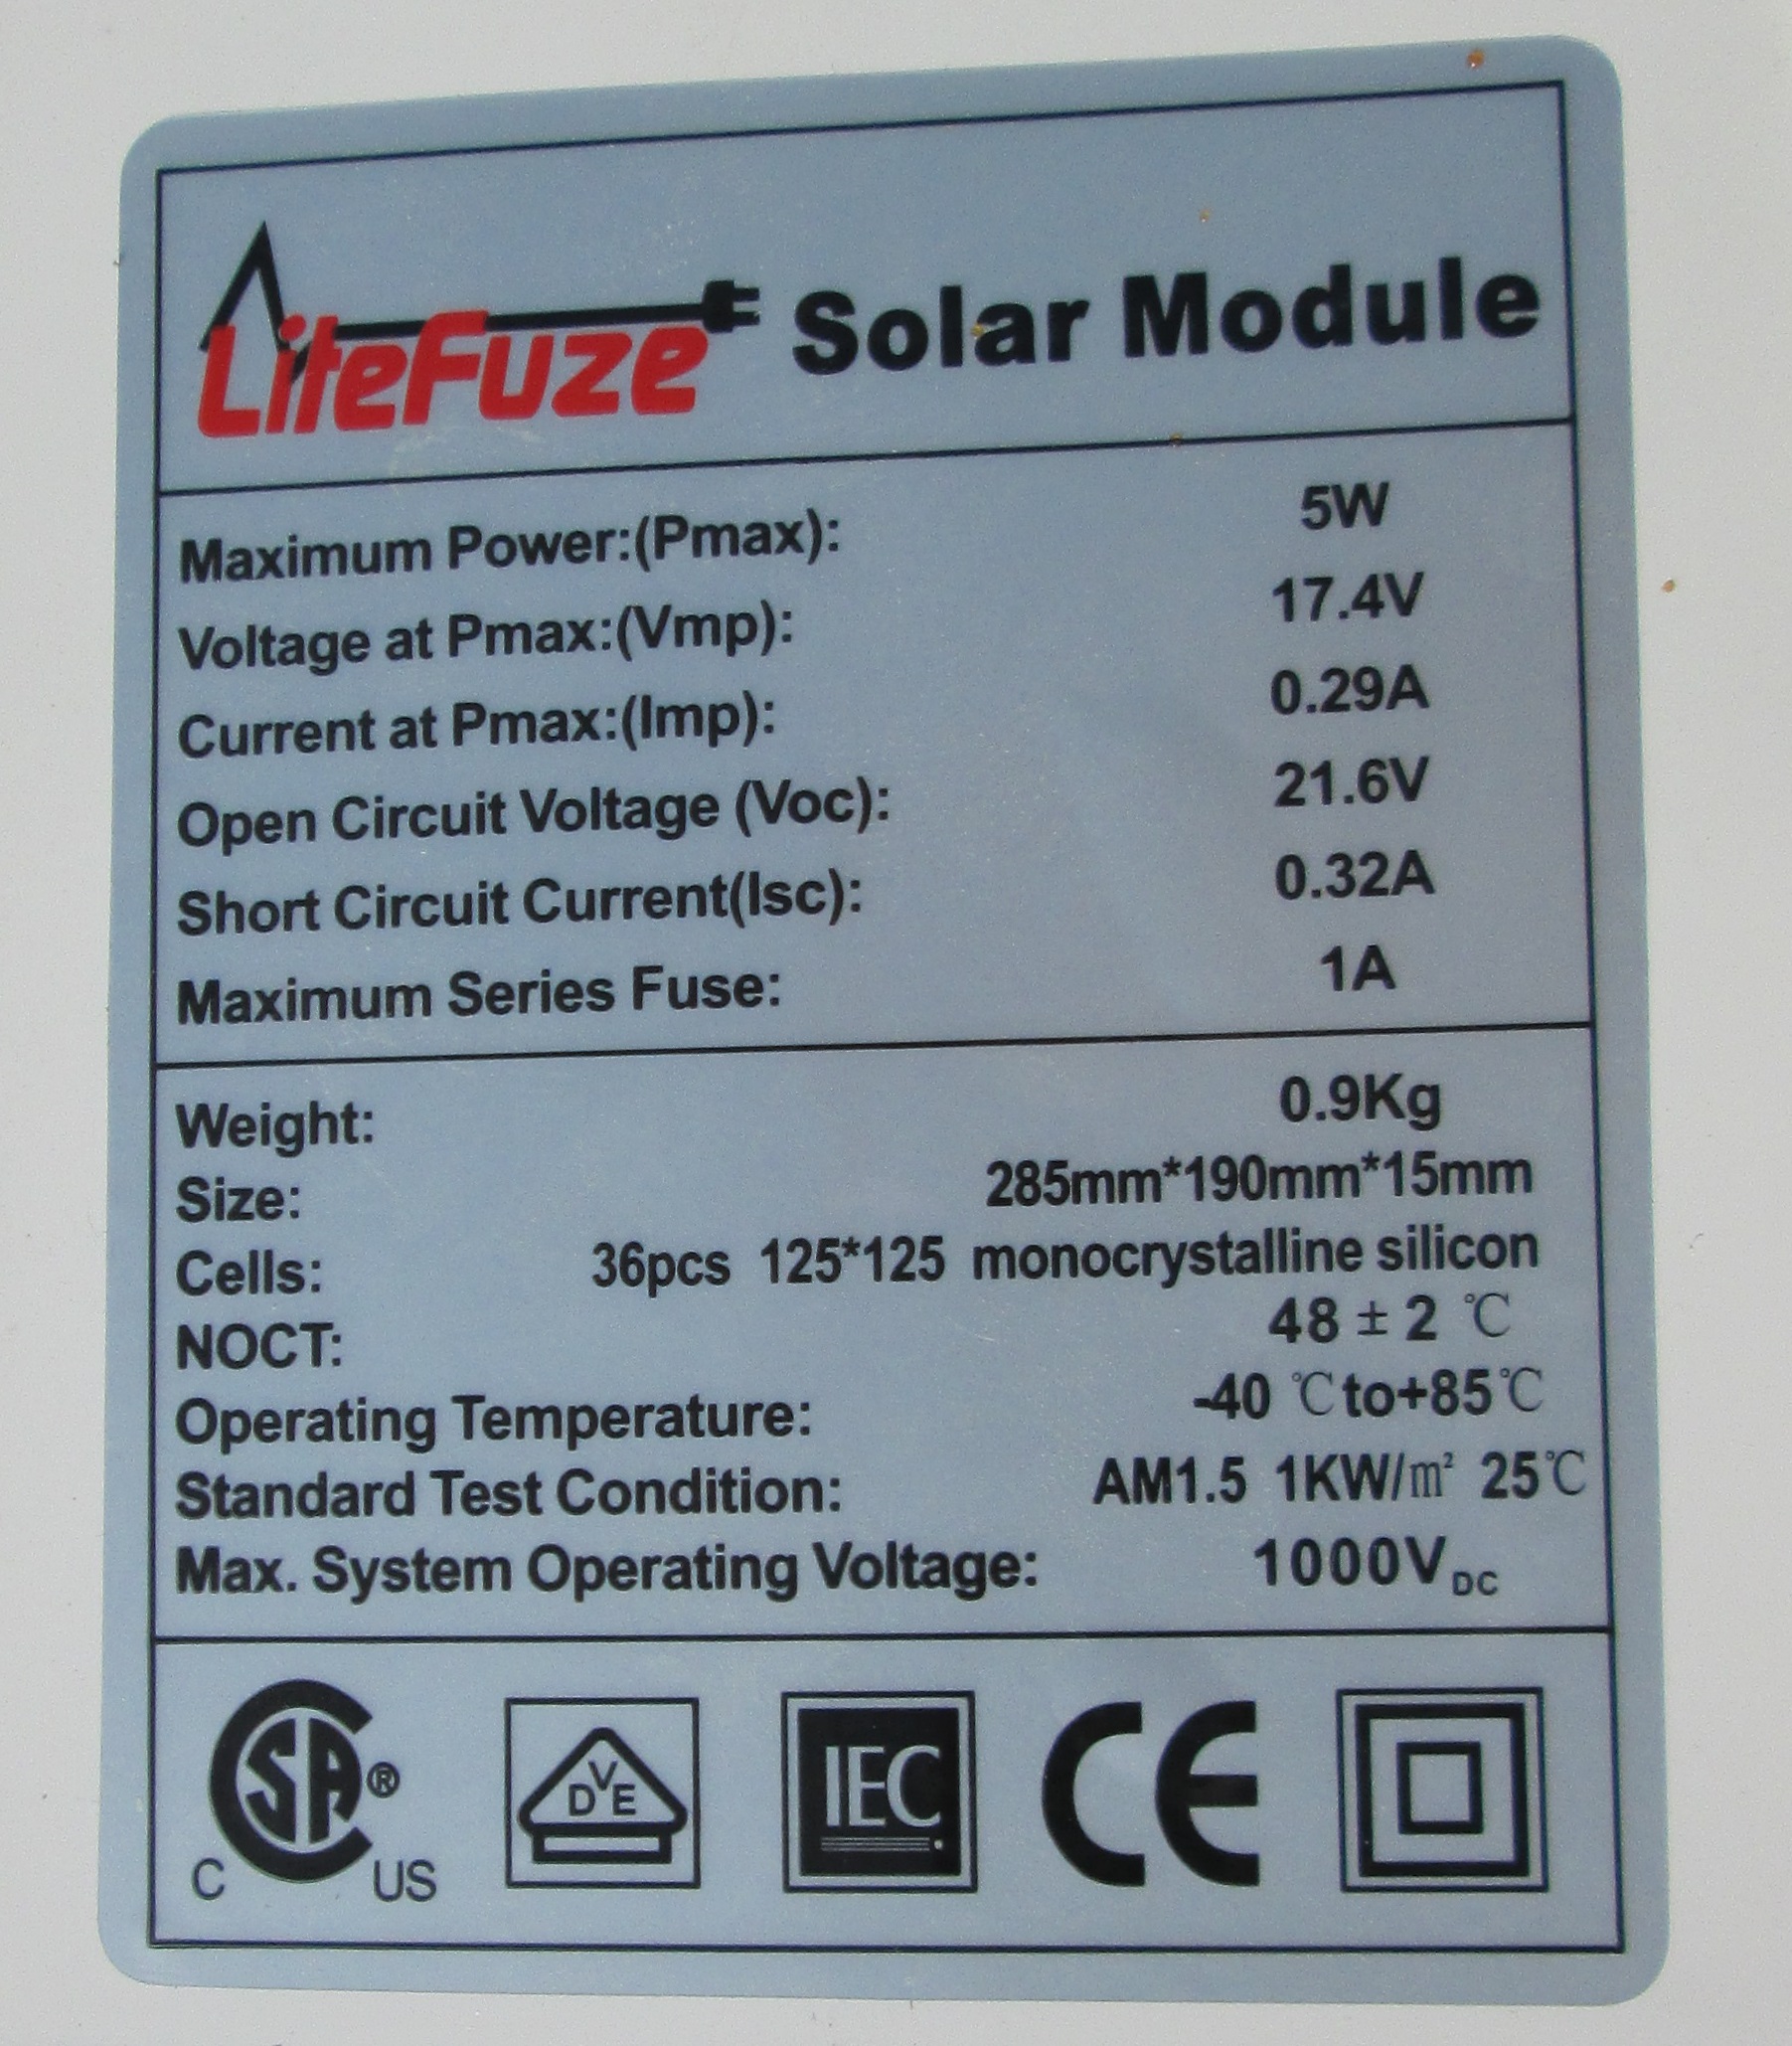 LiteFuze Solar Module
Maximum Power:(Pmax): 5W
Voltage at Pmax:(Vmp): 17.4V
Current at Pmax:(Imp): 0.29A
Open Circuit Voltage (Voc): 21.6V
Short Circuit Current(Isc): 0.32A
Maximum Series Fuse: 1A
Weight: 0.9Kg
Size: 285mm*190mm*15mm
Cells: 36pcs 125*125 monocrystalline silicon
NOCT: 48 ± 2 ℃
Operating Temperature: -40 ℃to+85℃
Standard Test Condition: AM1.5 1KW/m² 25℃
Max. System Operating Voltage: 1000VDC
C SA ® C US DVE IEC CE